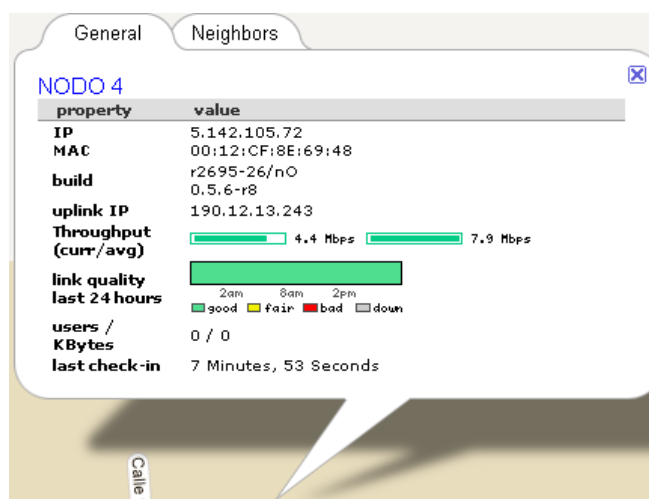 General Neighbors
NODO 4
property value
IP 5.142.105.72
MAC 00:12:CF:8E:69:48
build r2695-26/nO
0.5.6-r8
uplink IP 190.12.13.243
Throughput
(curr/avg) 4.4 Mbps 7.9 Mbps
link quality
last 24 hours
2am 8am 2pm
good fair bad down
users /
KBytes 0 / 0
last check-in 7 Minutes, 53 Seconds
Calle